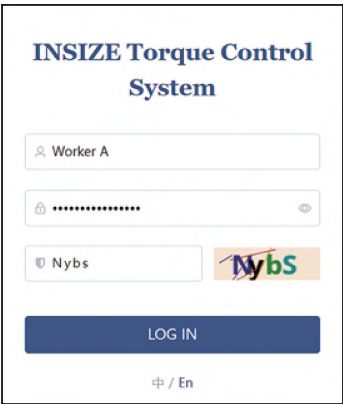 INSIZE Torque Control
System
Worker A
••••••••••••••••
Nybs NybS
LOG IN
中 / En